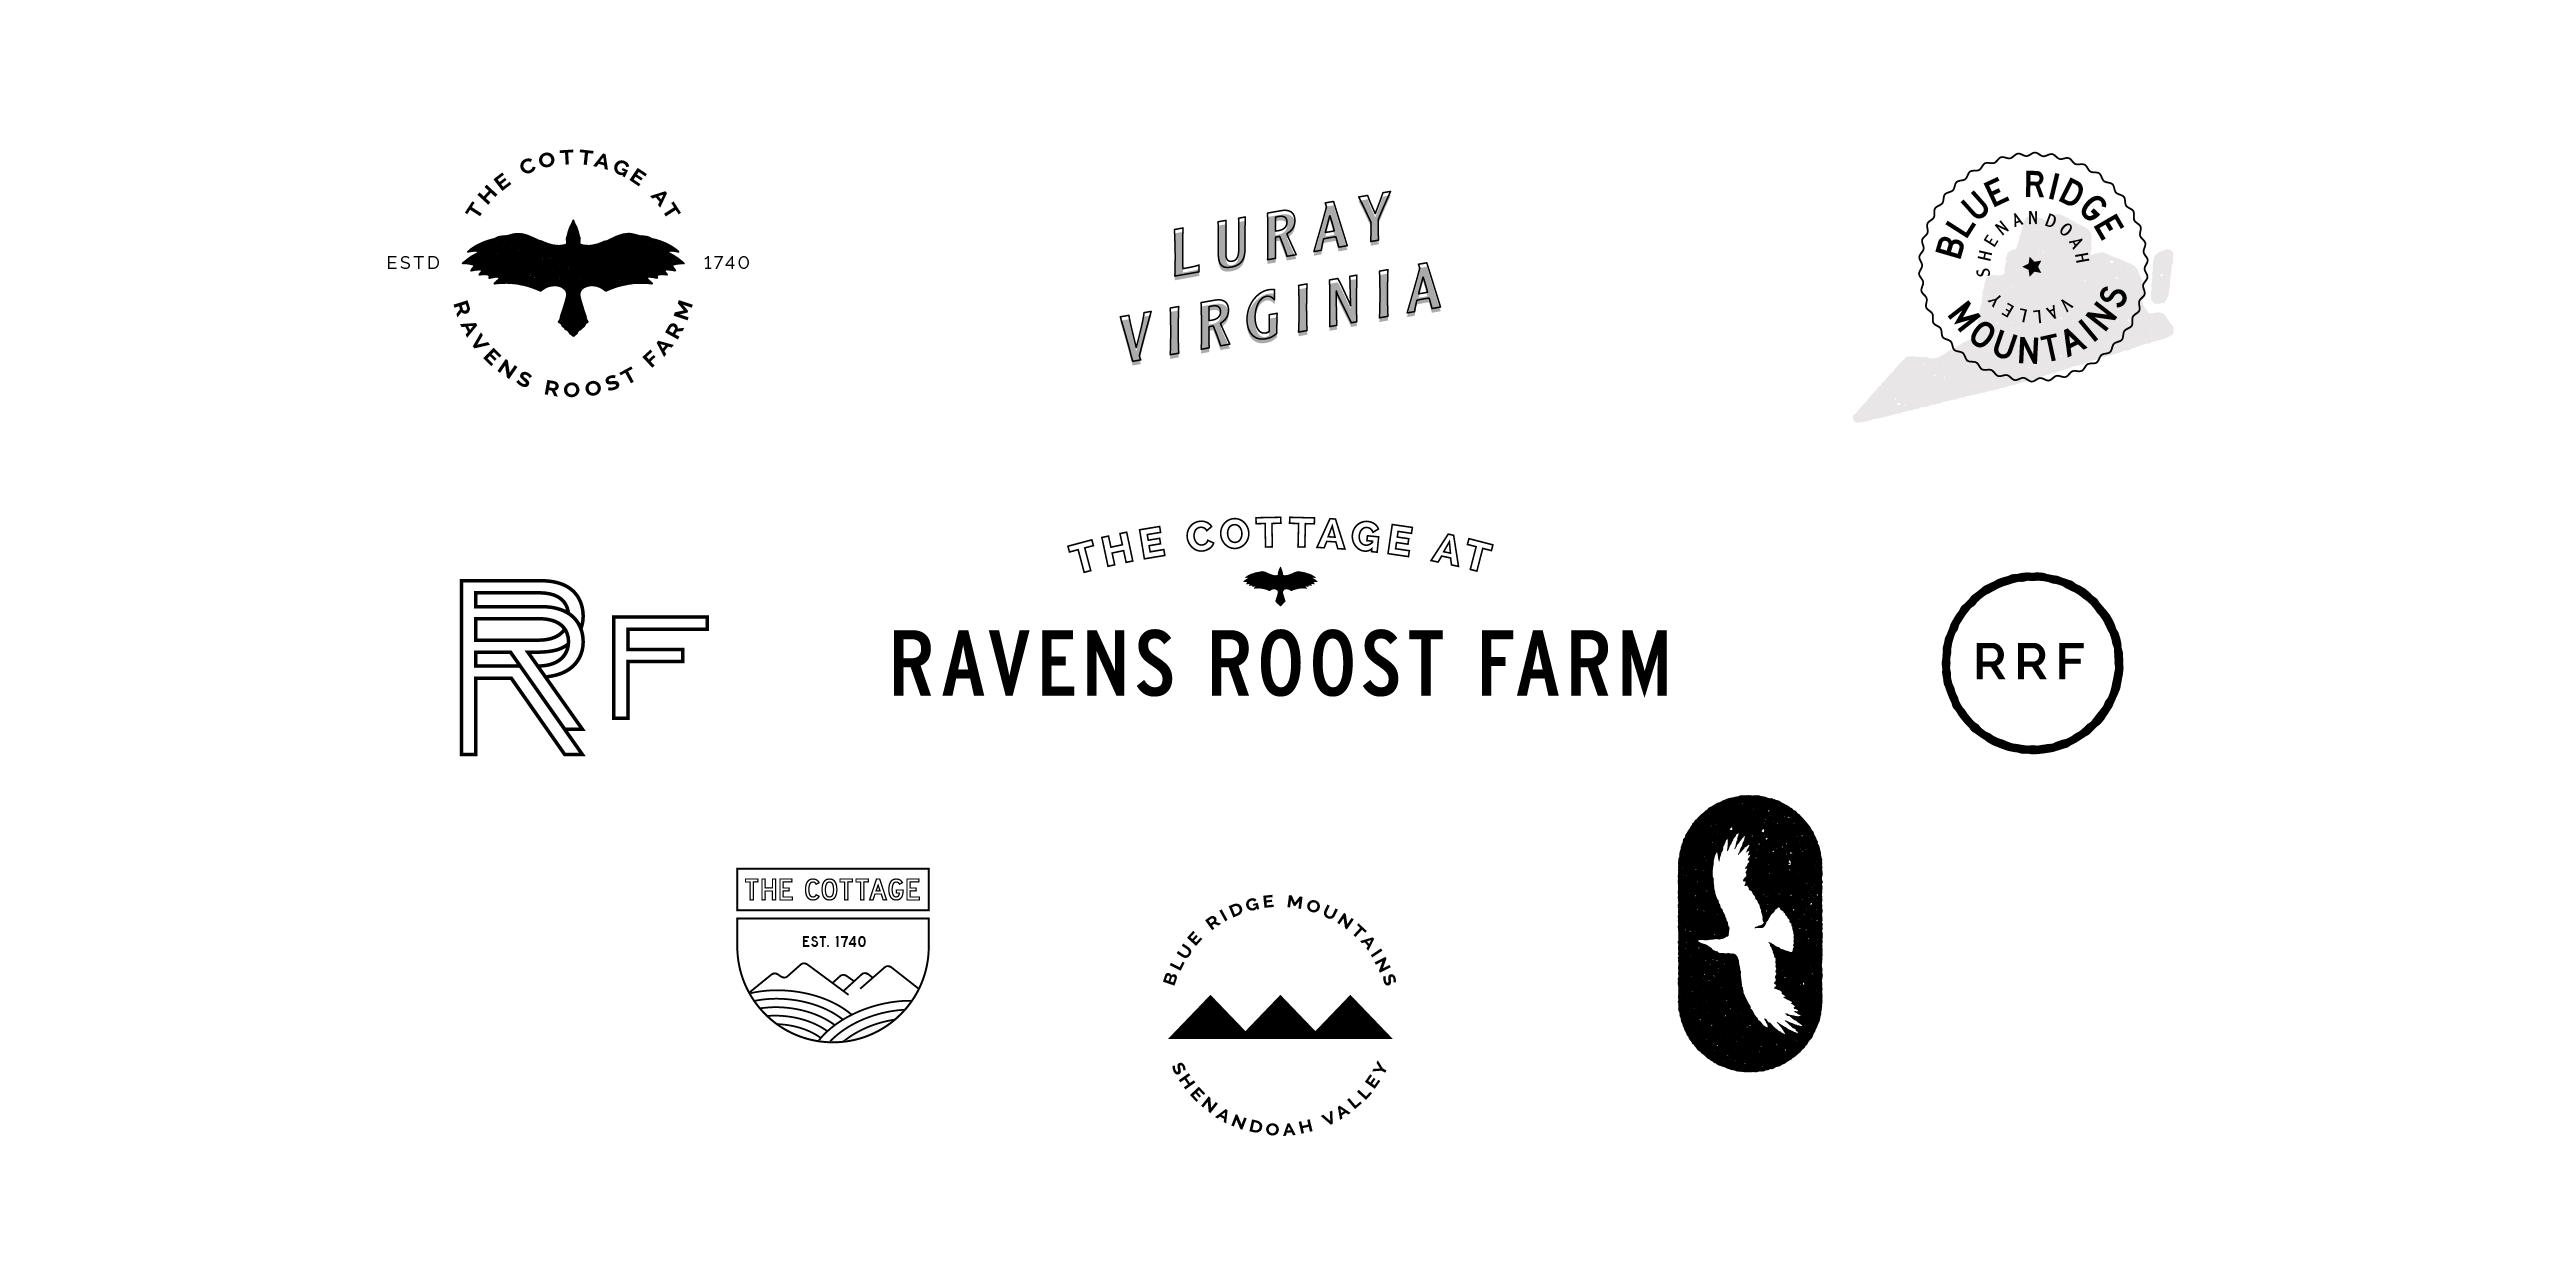 THE COTTAGE AT
ESTD 1740
RAVENS ROOST FARM
LURAY
VIRGINIA
BLUE RIDGE
SHENANDOAH
VALLEY
MOUNTAINS
RRF
THE COTTAGE AT
RAVENS ROOST FARM
RRF
THE COTTAGE
EST. 1740
BLUE RIDGE MOUNTAINS
SHENANDOAH VALLEY